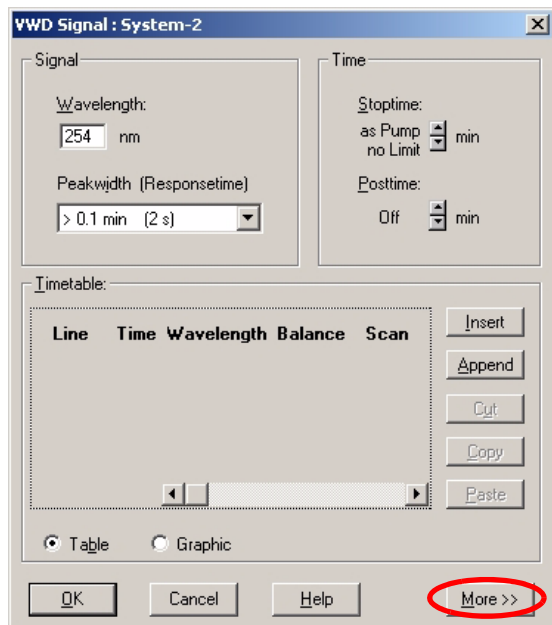 VWD Signal : System-2
Signal
Wavelength:
254 nm
Peakwidth (Responsetime)
> 0.1 min (2 s)
Time
Stoptime:
as Pump
no Limit
min
Posttime:
Off min
Timetable:
Line Time Wavelength Balance Scan
Insert
Append
Cut
Copy
Paste
Table Graphic
OK Cancel Help More >>